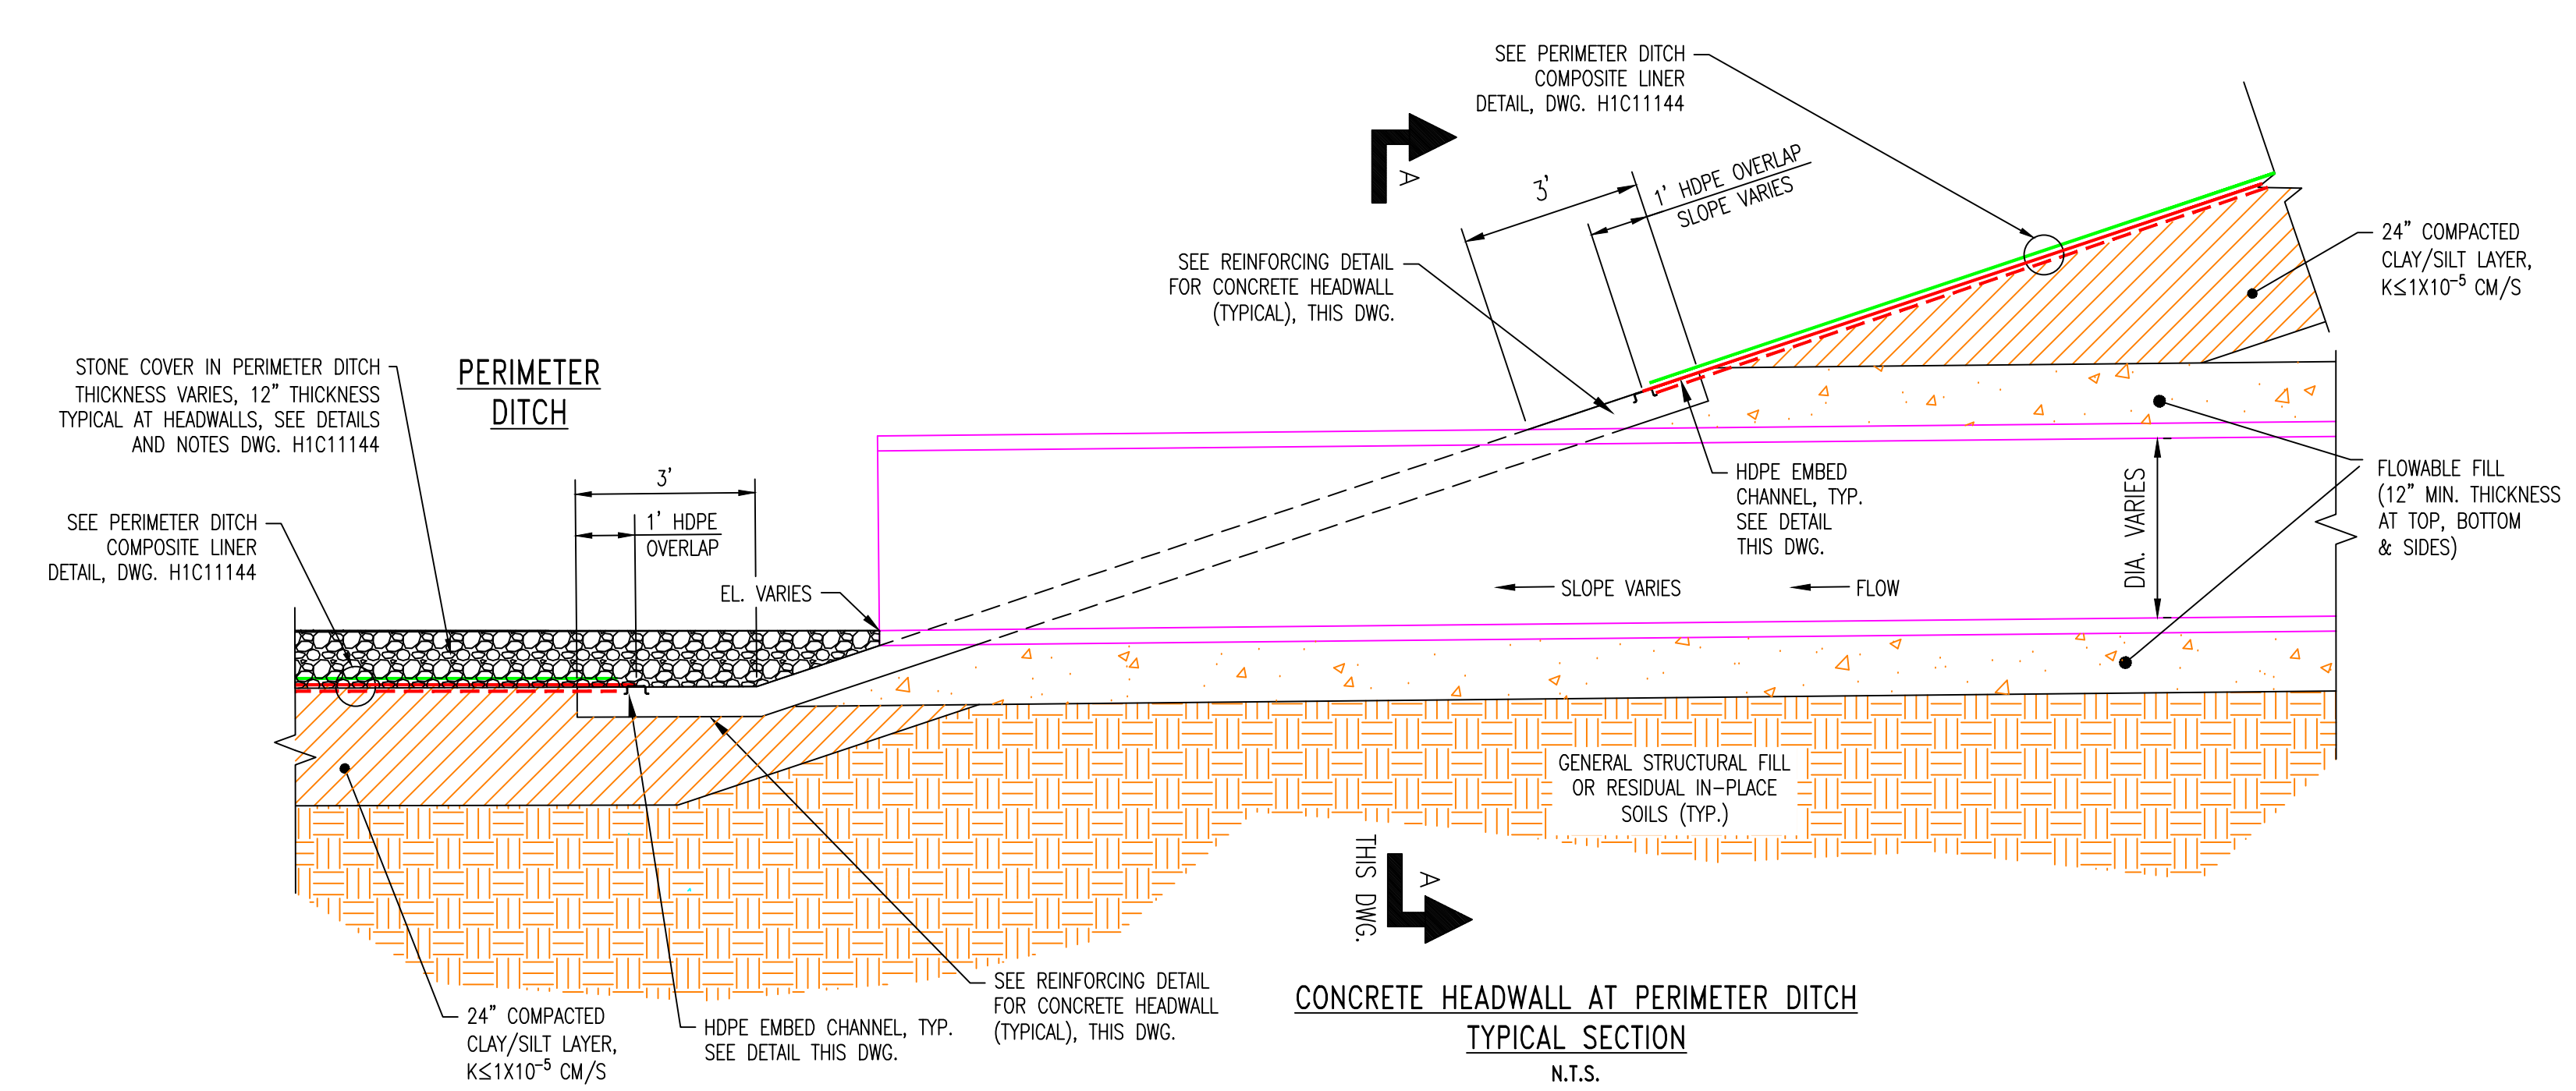 SEE PERIMETER DITCH
COMPOSITE LINER
DETAIL, DWG. H1C11144
A
3'
1' HDPE OVERLAP
SLOPE VARIES
24" COMPACTED
CLAY/SILT LAYER,
K≤1X10⁻⁵ CM/S
SEE REINFORCING DETAIL
FOR CONCRETE HEADWALL
(TYPICAL), THIS DWG.
STONE COVER IN PERIMETER DITCH
THICKNESS VARIES, 12" THICKNESS
TYPICAL AT HEADWALLS, SEE DETAILS
AND NOTES DWG. H1C11144
PERIMETER
DITCH
HDPE EMBED
CHANNEL, TYP.
SEE DETAIL
THIS DWG.
DIA. VARIES
FLOWABLE FILL
(12" MIN. THICKNESS
AT TOP, BOTTOM
& SIDES)
3'
1' HDPE
OVERLAP
SEE PERIMETER DITCH
COMPOSITE LINER
DETAIL, DWG. H1C11144
EL. VARIES
SLOPE VARIES
FLOW
GENERAL STRUCTURAL FILL
OR RESIDUAL IN-PLACE
SOILS (TYP.)
THIS DWG.
A
24" COMPACTED
CLAY/SILT LAYER,
K≤1X10⁻⁵ CM/S
HDPE EMBED CHANNEL, TYP.
SEE DETAIL THIS DWG.
SEE REINFORCING DETAIL
FOR CONCRETE HEADWALL
(TYPICAL), THIS DWG.
CONCRETE HEADWALL AT PERIMETER DITCH
TYPICAL SECTION
N.T.S.